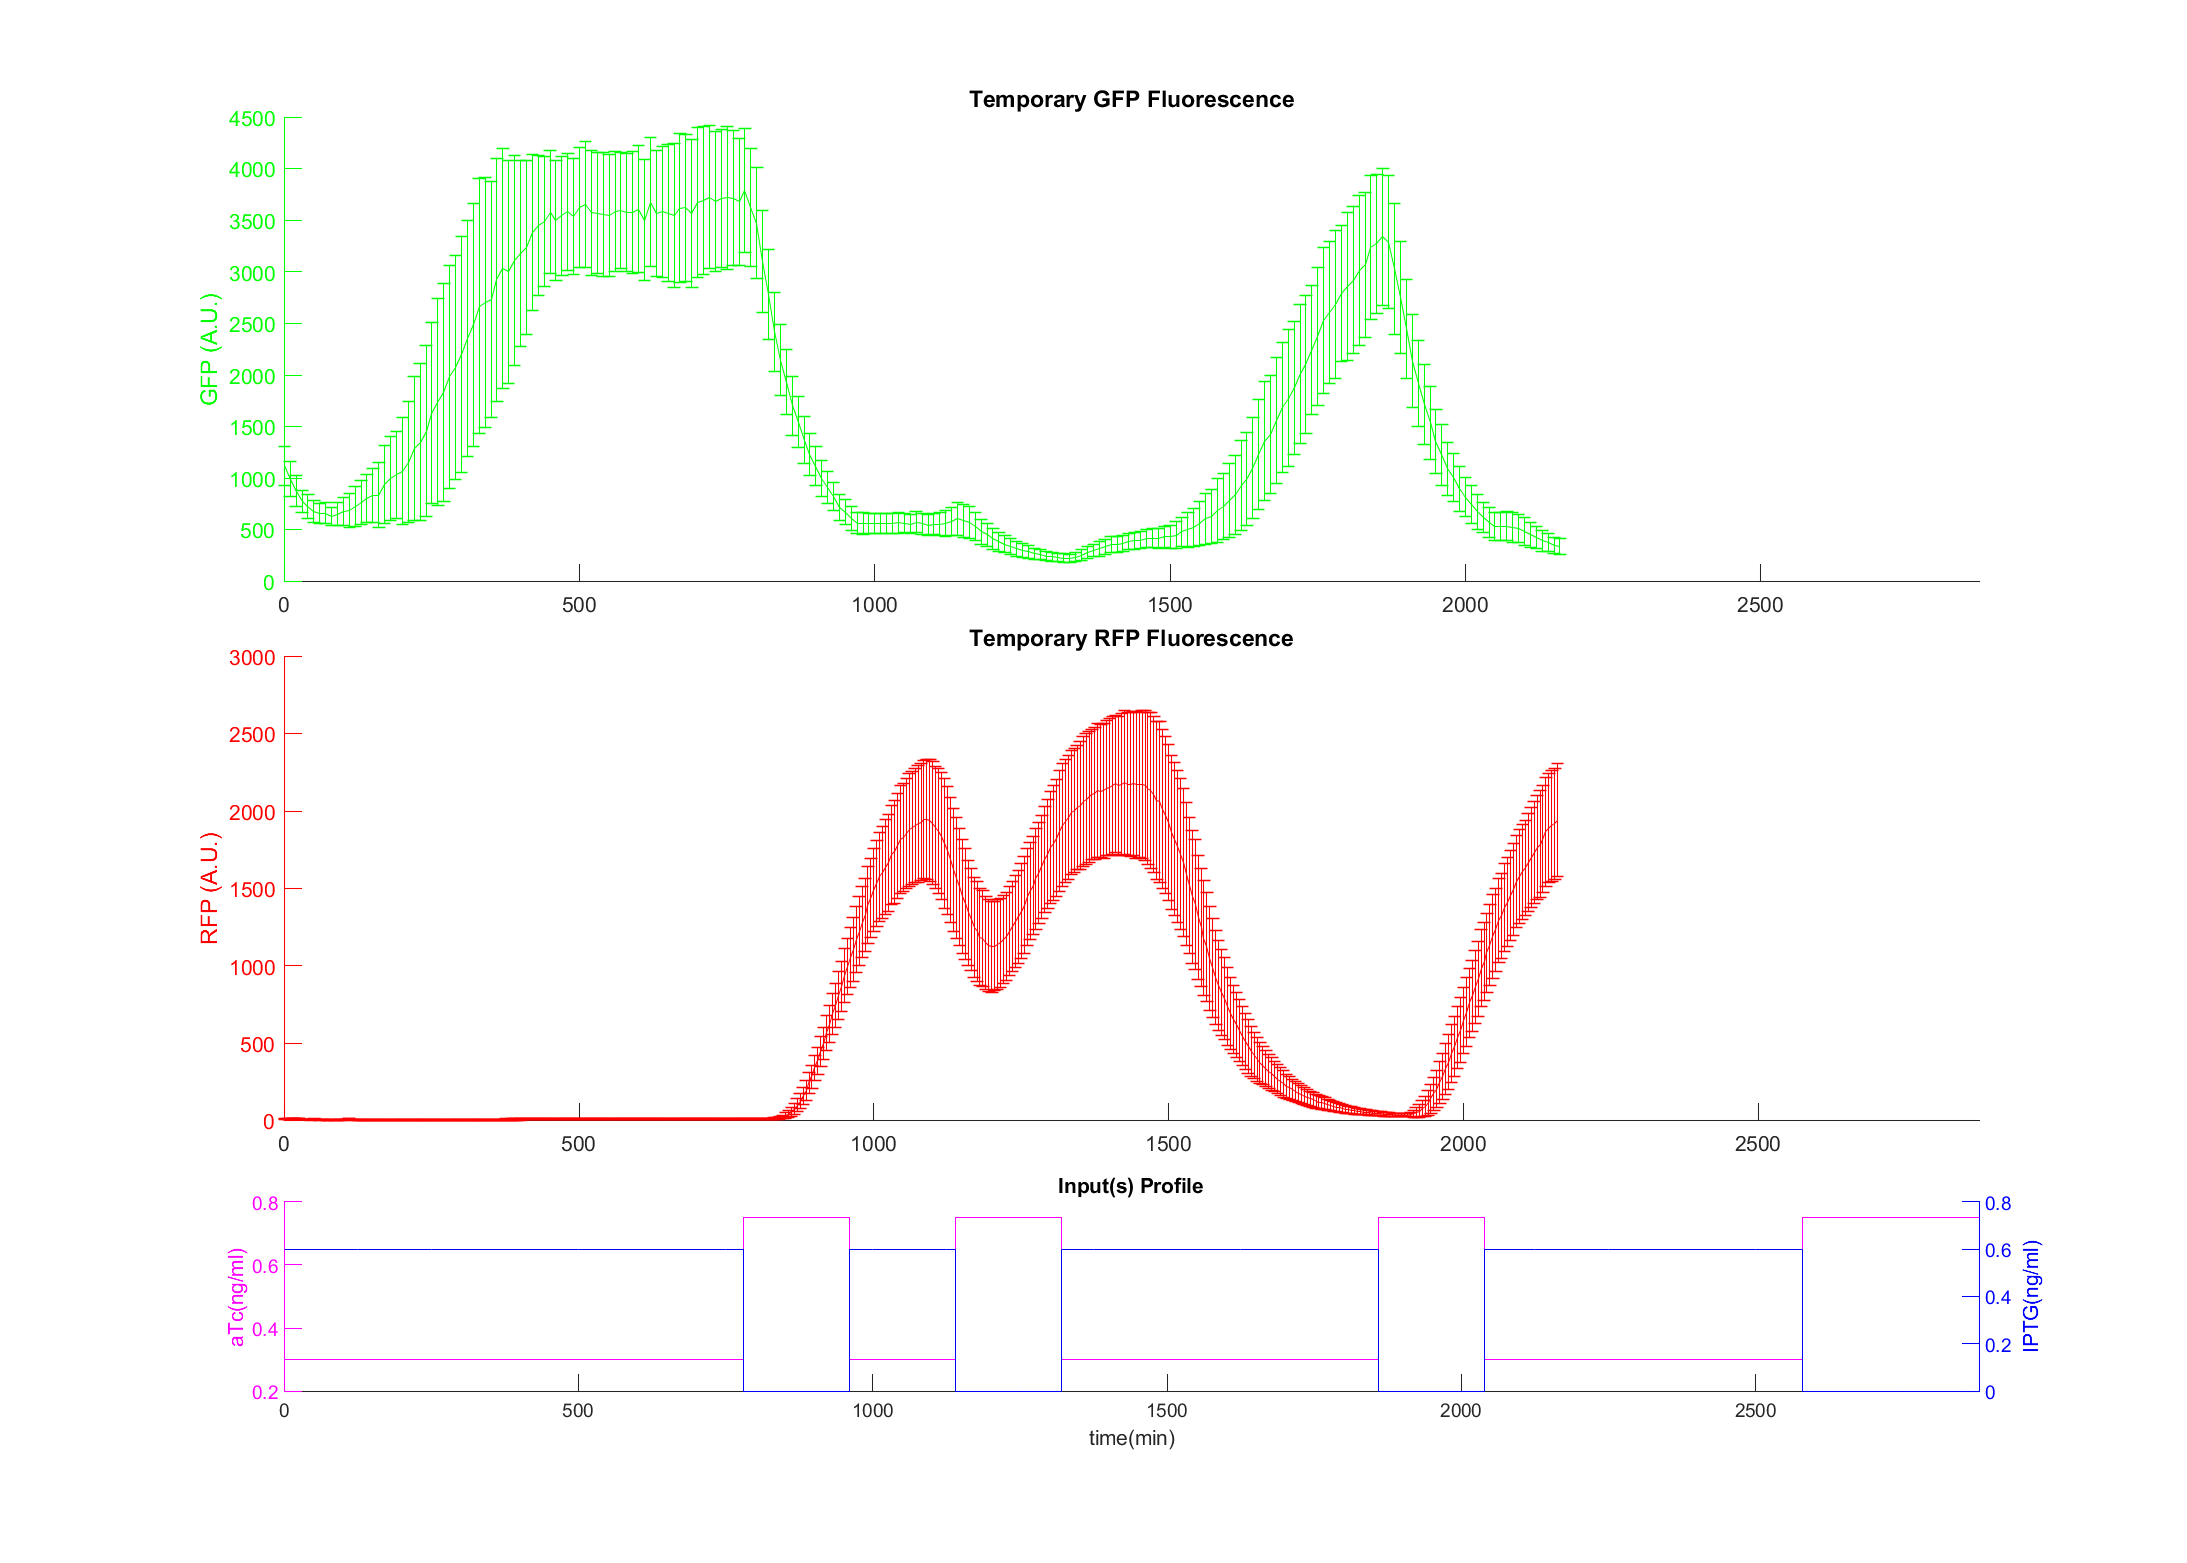 Temporary GFP Fluorescence
4500
4000
3500
3000
2500
2000
1500
1000
500
0
GFP (A.U.)
0 500 1000 1500 2000 2500
Temporary RFP Fluorescence
3000
2500
2000
1500
1000
500
0
RFP (A.U.)
0 500 1000 1500 2000 2500
Input(s) Profile
0.8
0.6
0.4
0.2
aTc(ng/ml)
0.8
0.6
0.4
0.2
0
IPTG(ng/ml)
0 500 1000 1500 2000 2500
time(min)